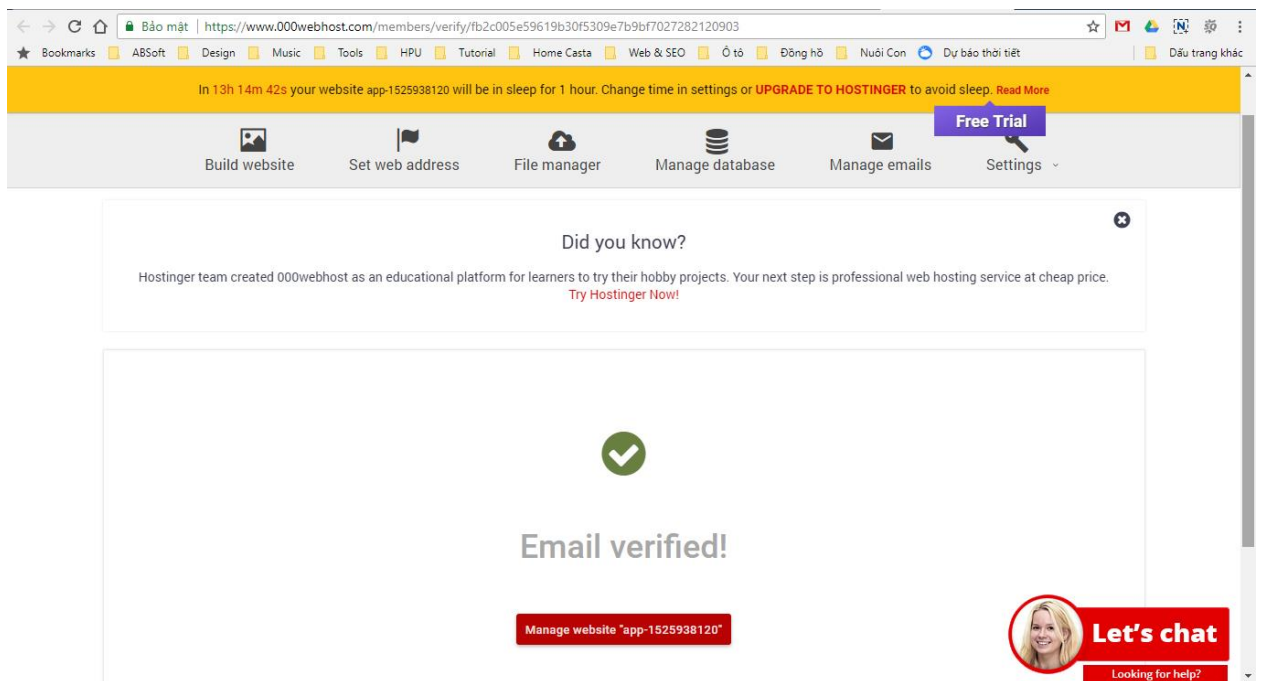 Bảo mật | https://www.000webhost.com/members/verify/fb2c005e59619b30f5309e7b9bf7027282120903
Bookmarks ABSoft Design Music Tools HPU Tutorial Home Casta Web & SEO Ô tô Đồng hồ Nuôi Con Dự báo thời tiết Dấu trang khác
In 13h 14m 42s your website app-1525938120 will be in sleep for 1 hour. Change time in settings or UPGRADE TO HOSTINGER to avoid sleep. Read More
Free Trial
Build website Set web address File manager Manage database Manage emails Settings
Did you know?
Hostinger team created 000webhost as an educational platform for learners to try their hobby projects. Your next step is professional web hosting service at cheap price.
Try Hostinger Now!
Email verified!
Manage website "app-1525938120"
Let's chat
Looking for help?